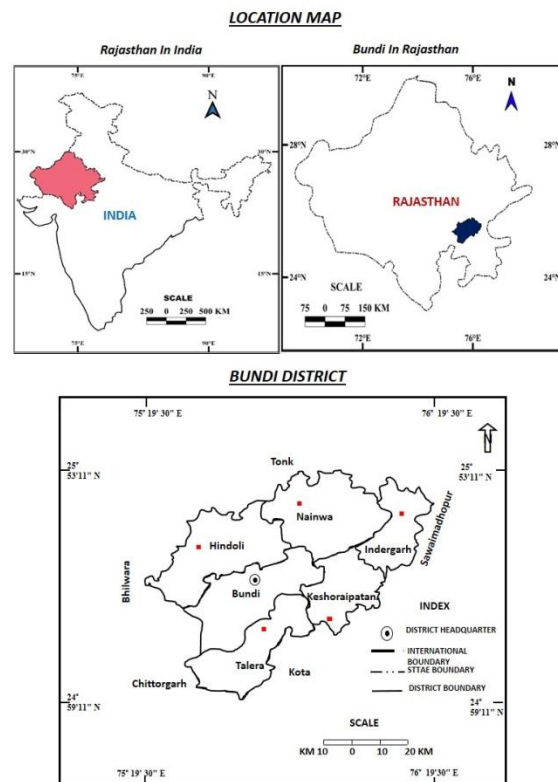 LOCATION MAP
Rajasthan In India
Bundi In Rajasthan
75°E
90°E
72°E
76°E
N
N
30°N
30°N
28°N
28°N
INDIA
RAJASTHAN
15°N
15°N
24°N
24°N
SCALE
250 0 250 500 KM
SCALE
75 0 75 150 KM
75°E
90°E
72°E
76°E
BUNDI DISTRICT
75° 19' 30" E
76° 19' 30" E
N
25°
53'11" N
25°
53'11" N
Tonk
Nainwa
Sawaimadhopur
Hindoli
Indergarh
Bhilwara
Bundi
Keshoraipatan
INDEX
DISTRICT HEADQUARTER
INTERNATIONAL
BOUNDARY
STTAE BOUNDARY
DISTRICT BOUNDARY
Talera
Kota
Chittorgarh
24°
59'11" N
24°
59'11" N
SCALE
KM 10 0 10 20 KM
75° 19' 30" E
76° 19' 30" E